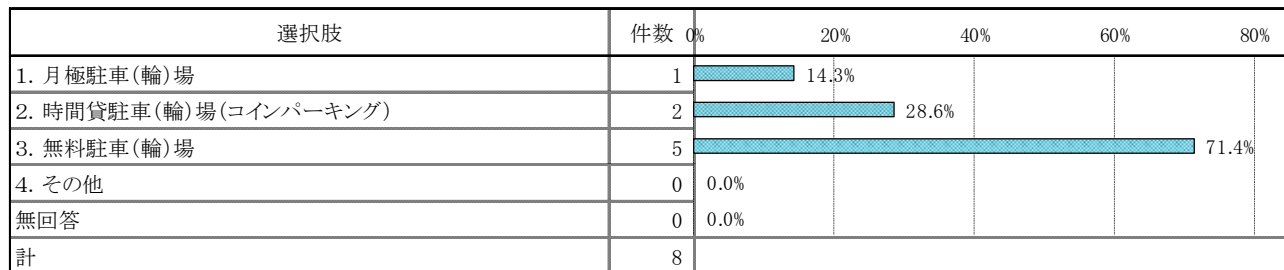 選択肢 件数 0% 20% 40% 60% 80%
1. 月極駐車(輪)場 1 14.3%
2. 時間貸駐車(輪)場(コインパーキング) 2 28.6%
3. 無料駐車(輪)場 5 71.4%
4. その他 0 0.0%
無回答 0 0.0%
計 8